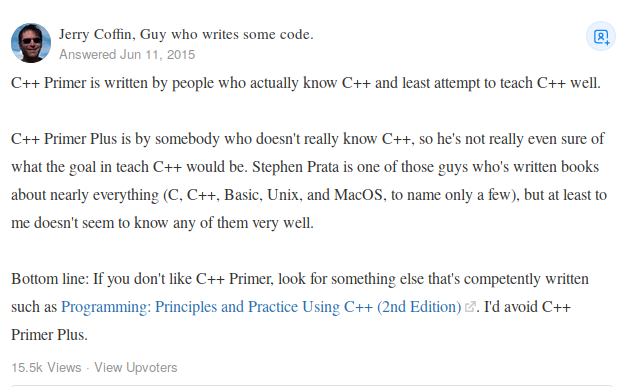 Jerry Coffin, Guy who writes some code.
Answered Jun 11, 2015
C++ Primer is written by people who actually know C++ and least attempt to teach C++ well.
C++ Primer Plus is by somebody who doesn't really know C++, so he's not really even sure of
what the goal in teach C++ would be. Stephen Prata is one of those guys who's written books
about nearly everything (C, C++, Basic, Unix, and MacOS, to name only a few), but at least to
me doesn't seem to know any of them very well.
Bottom line: If you don't like C++ Primer, look for something else that's competently written
such as Programming: Principles and Practice Using C++ (2nd Edition). I'd avoid C++
Primer Plus.
15.5k Views · View Upvoters